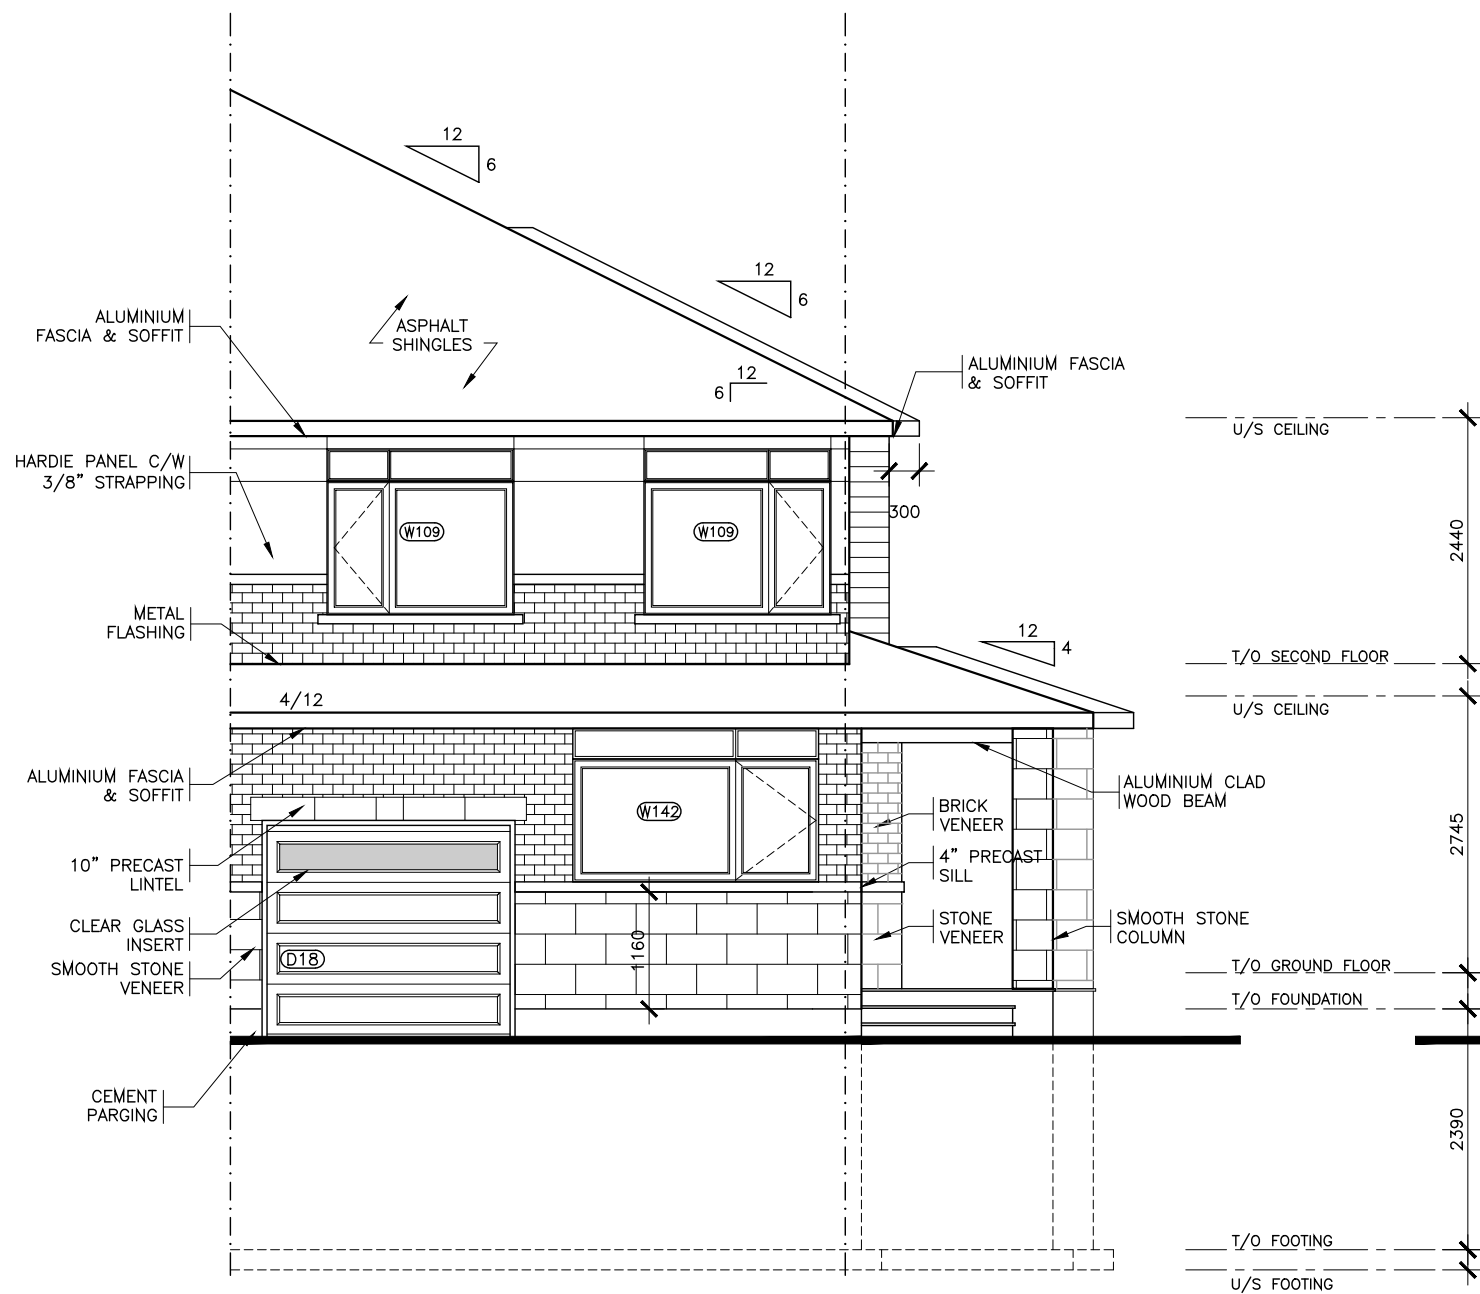 12
6
12
6
ALUMINIUM
FASCIA & SOFFIT
ASPHALT
SHINGLES
12
6
ALUMINIUM FASCIA
& SOFFIT
U/S CEILING
HARDIE PANEL C/W
3/8" STRAPPING
W109
W109
300
2440
METAL
FLASHING
12
4
T/O SECOND FLOOR
4/12
U/S CEILING
ALUMINIUM FASCIA
& SOFFIT
W142
BRICK
VENEER
ALUMINIUM CLAD
WOOD BEAM
2745
10" PRECAST
LINTEL
4" PRECAST
SILL
CLEAR GLASS
INSERT
1160
STONE
VENEER
SMOOTH STONE
COLUMN
SMOOTH STONE
VENEER
D18
T/O GROUND FLOOR
T/O FOUNDATION
CEMENT
PARGING
2390
T/O FOOTING
U/S FOOTING